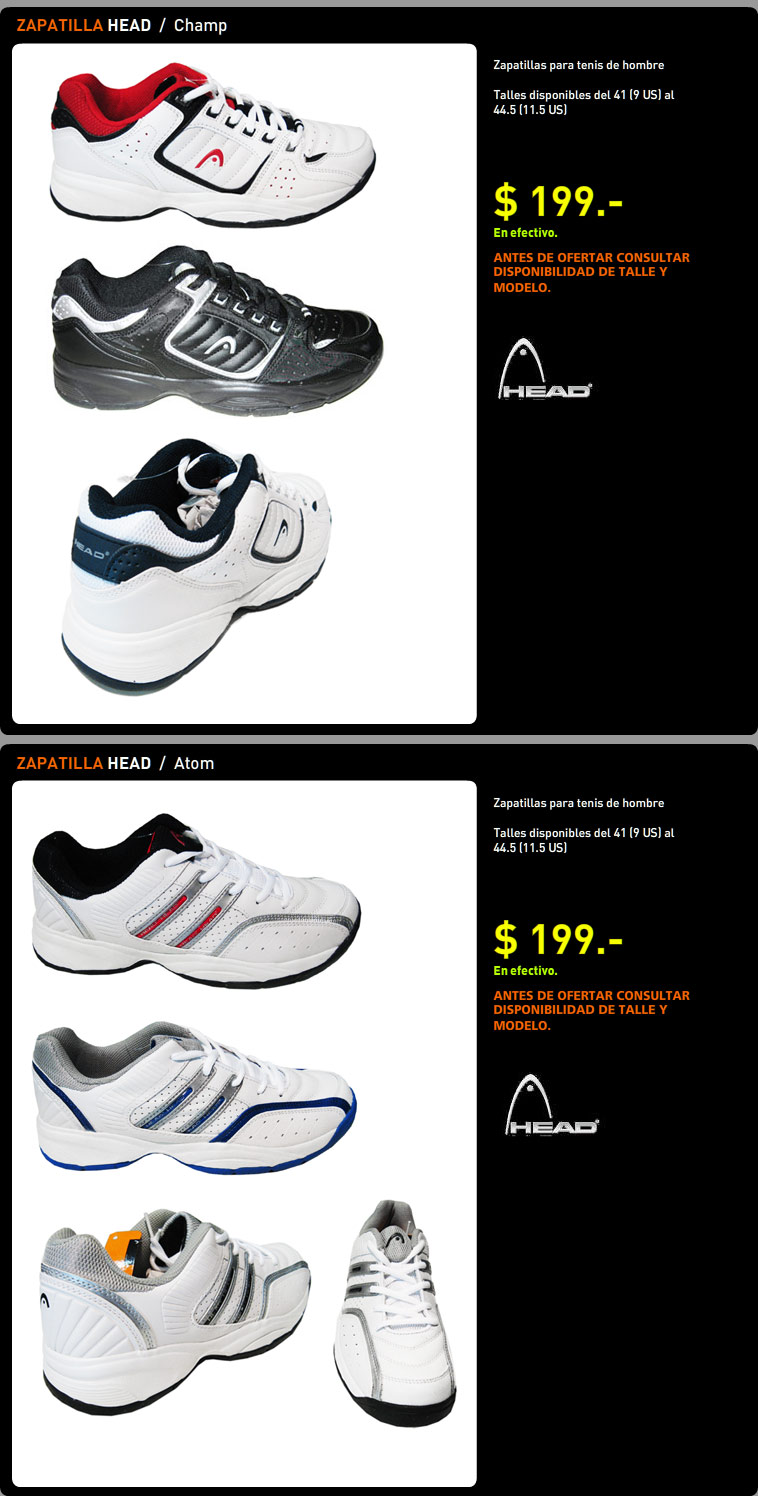 ZAPATILLA HEAD / Champ
Zapatillas para tenis de hombre
Talles disponibles del 41 (9 US) al
44.5 (11.5 US)
$ 199.-
En efectivo.
ANTES DE OFERTAR CONSULTAR
DISPONIBILIDAD DE TALLE Y
MODELO.
HEAD®
HEAD®
ZAPATILLA HEAD / Atom
Zapatillas para tenis de hombre
Talles disponibles del 41 (9 US) al
44.5 (11.5 US)
$ 199.-
En efectivo.
ANTES DE OFERTAR CONSULTAR
DISPONIBILIDAD DE TALLE Y
MODELO.
HEAD®